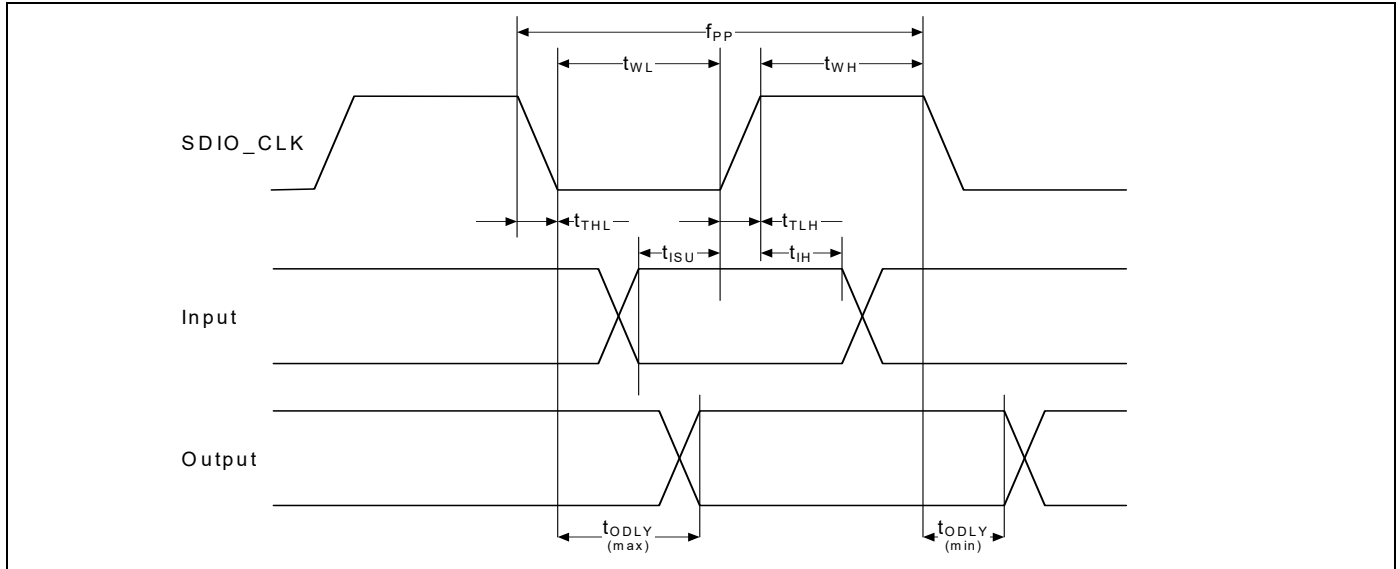 fPP
tWL
tWH
SDIO_CLK
tTHL
tTLH
tISU
tIH
Input
Output
tODLY
(max)
tODLY
(min)